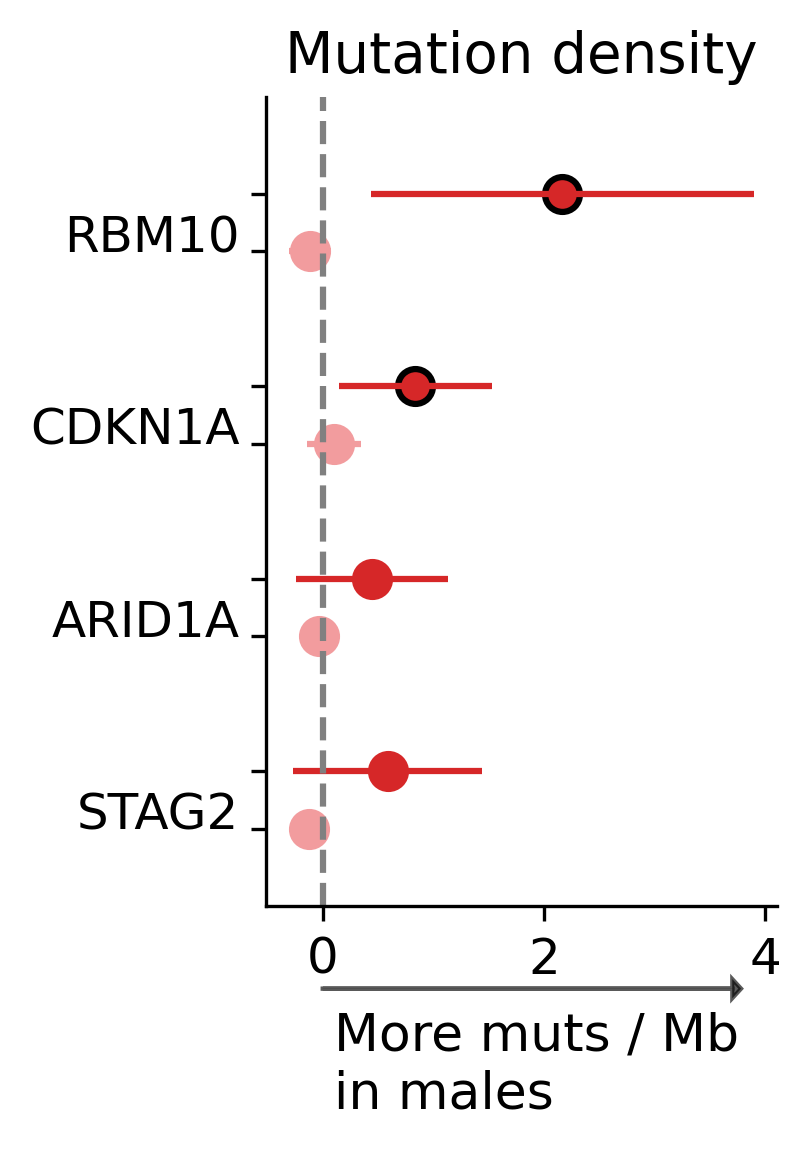 Mutation density
RBM10
CDKN1A
ARID1A
STAG2
0 2 4
More muts / Mb
in males